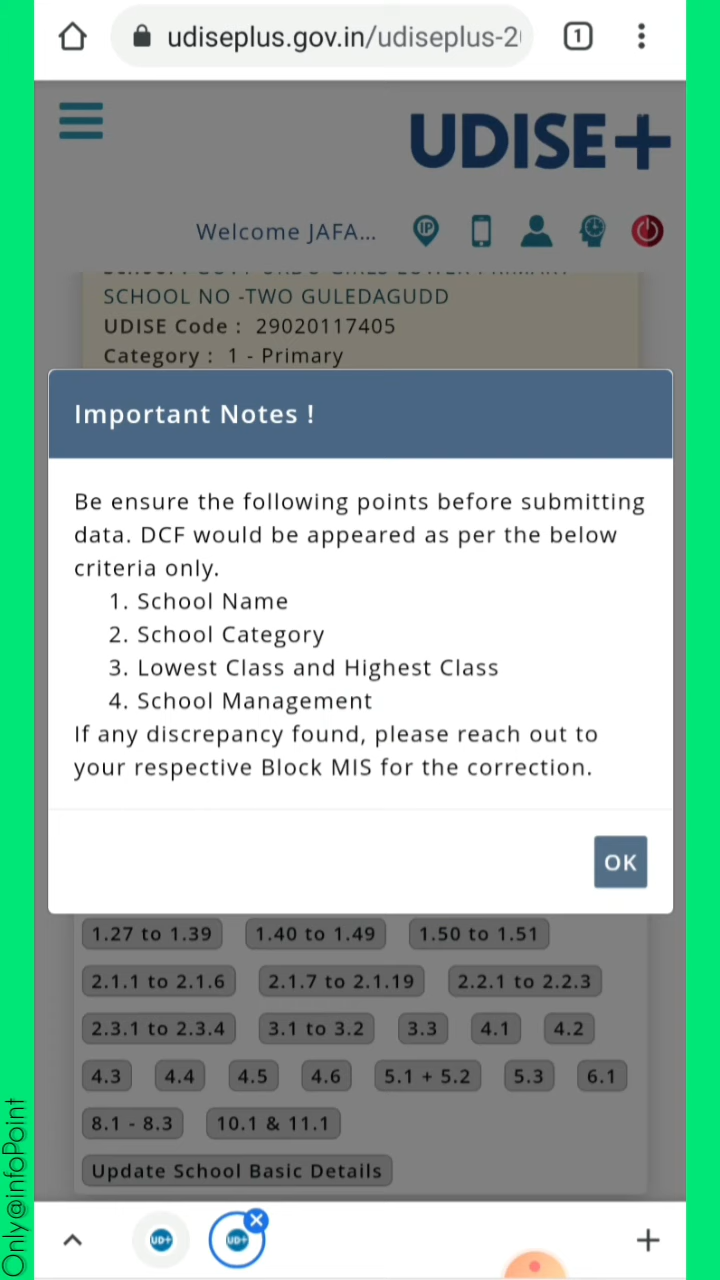 udiseplus.gov.in/udiseplus-2
1
UDISE+
Welcome JAFA...
IP
SCHOOL NO -TWO GULEDAGUDD
UDISE Code : 29020117405
Category : 1 - Primary
Important Notes !
Be ensure the following points before submitting
data. DCF would be appeared as per the below
criteria only.
1. School Name
2. School Category
3. Lowest Class and Highest Class
4. School Management
If any discrepancy found, please reach out to
your respective Block MIS for the correction.
OK
1.27 to 1.39 1.40 to 1.49 1.50 to 1.51
2.1.1 to 2.1.6 2.1.7 to 2.1.19 2.2.1 to 2.2.3
2.3.1 to 2.3.4 3.1 to 3.2 3.3 4.1 4.2
4.3 4.4 4.5 4.6 5.1 + 5.2 5.3 6.1
8.1 - 8.3 10.1 & 11.1
Update School Basic Details
UD+ UD+
Only@infoPoint